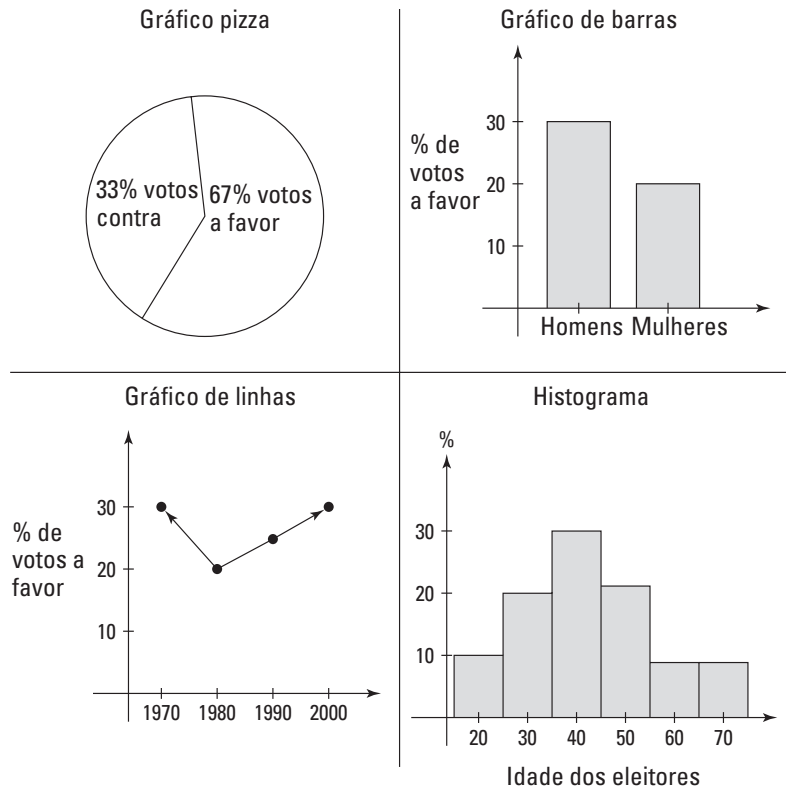 Gráfico pizza
33% votos
contra
67% votos
a favor
Gráfico de barras
% de
votos
a favor
30
20
10
Homens Mulheres
Gráfico de linhas
% de
votos a
favor
30
20
10
1970 1980 1990 2000
Histograma
%
30
20
10
20 30 40 50 60 70
Idade dos eleitores